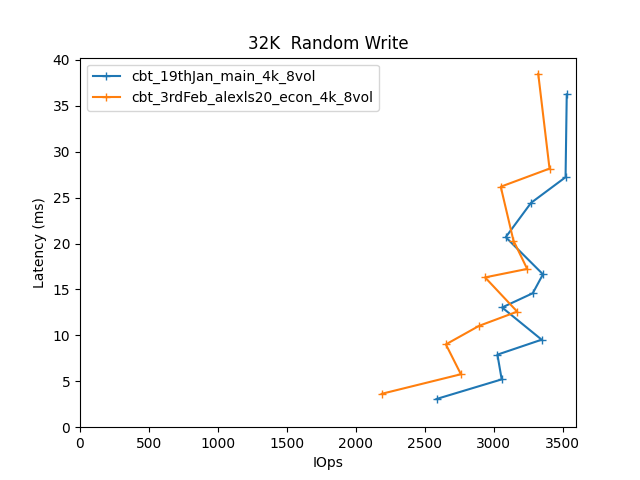 32K  Random Write
cbt_19thJan_main_4k_8vol
cbt_3rdFeb_alexls20_econ_4k_8vol
40
35
30
25
20
15
10
5
0
Latency (ms)
0 500 1000 1500 2000 2500 3000 3500
IOps